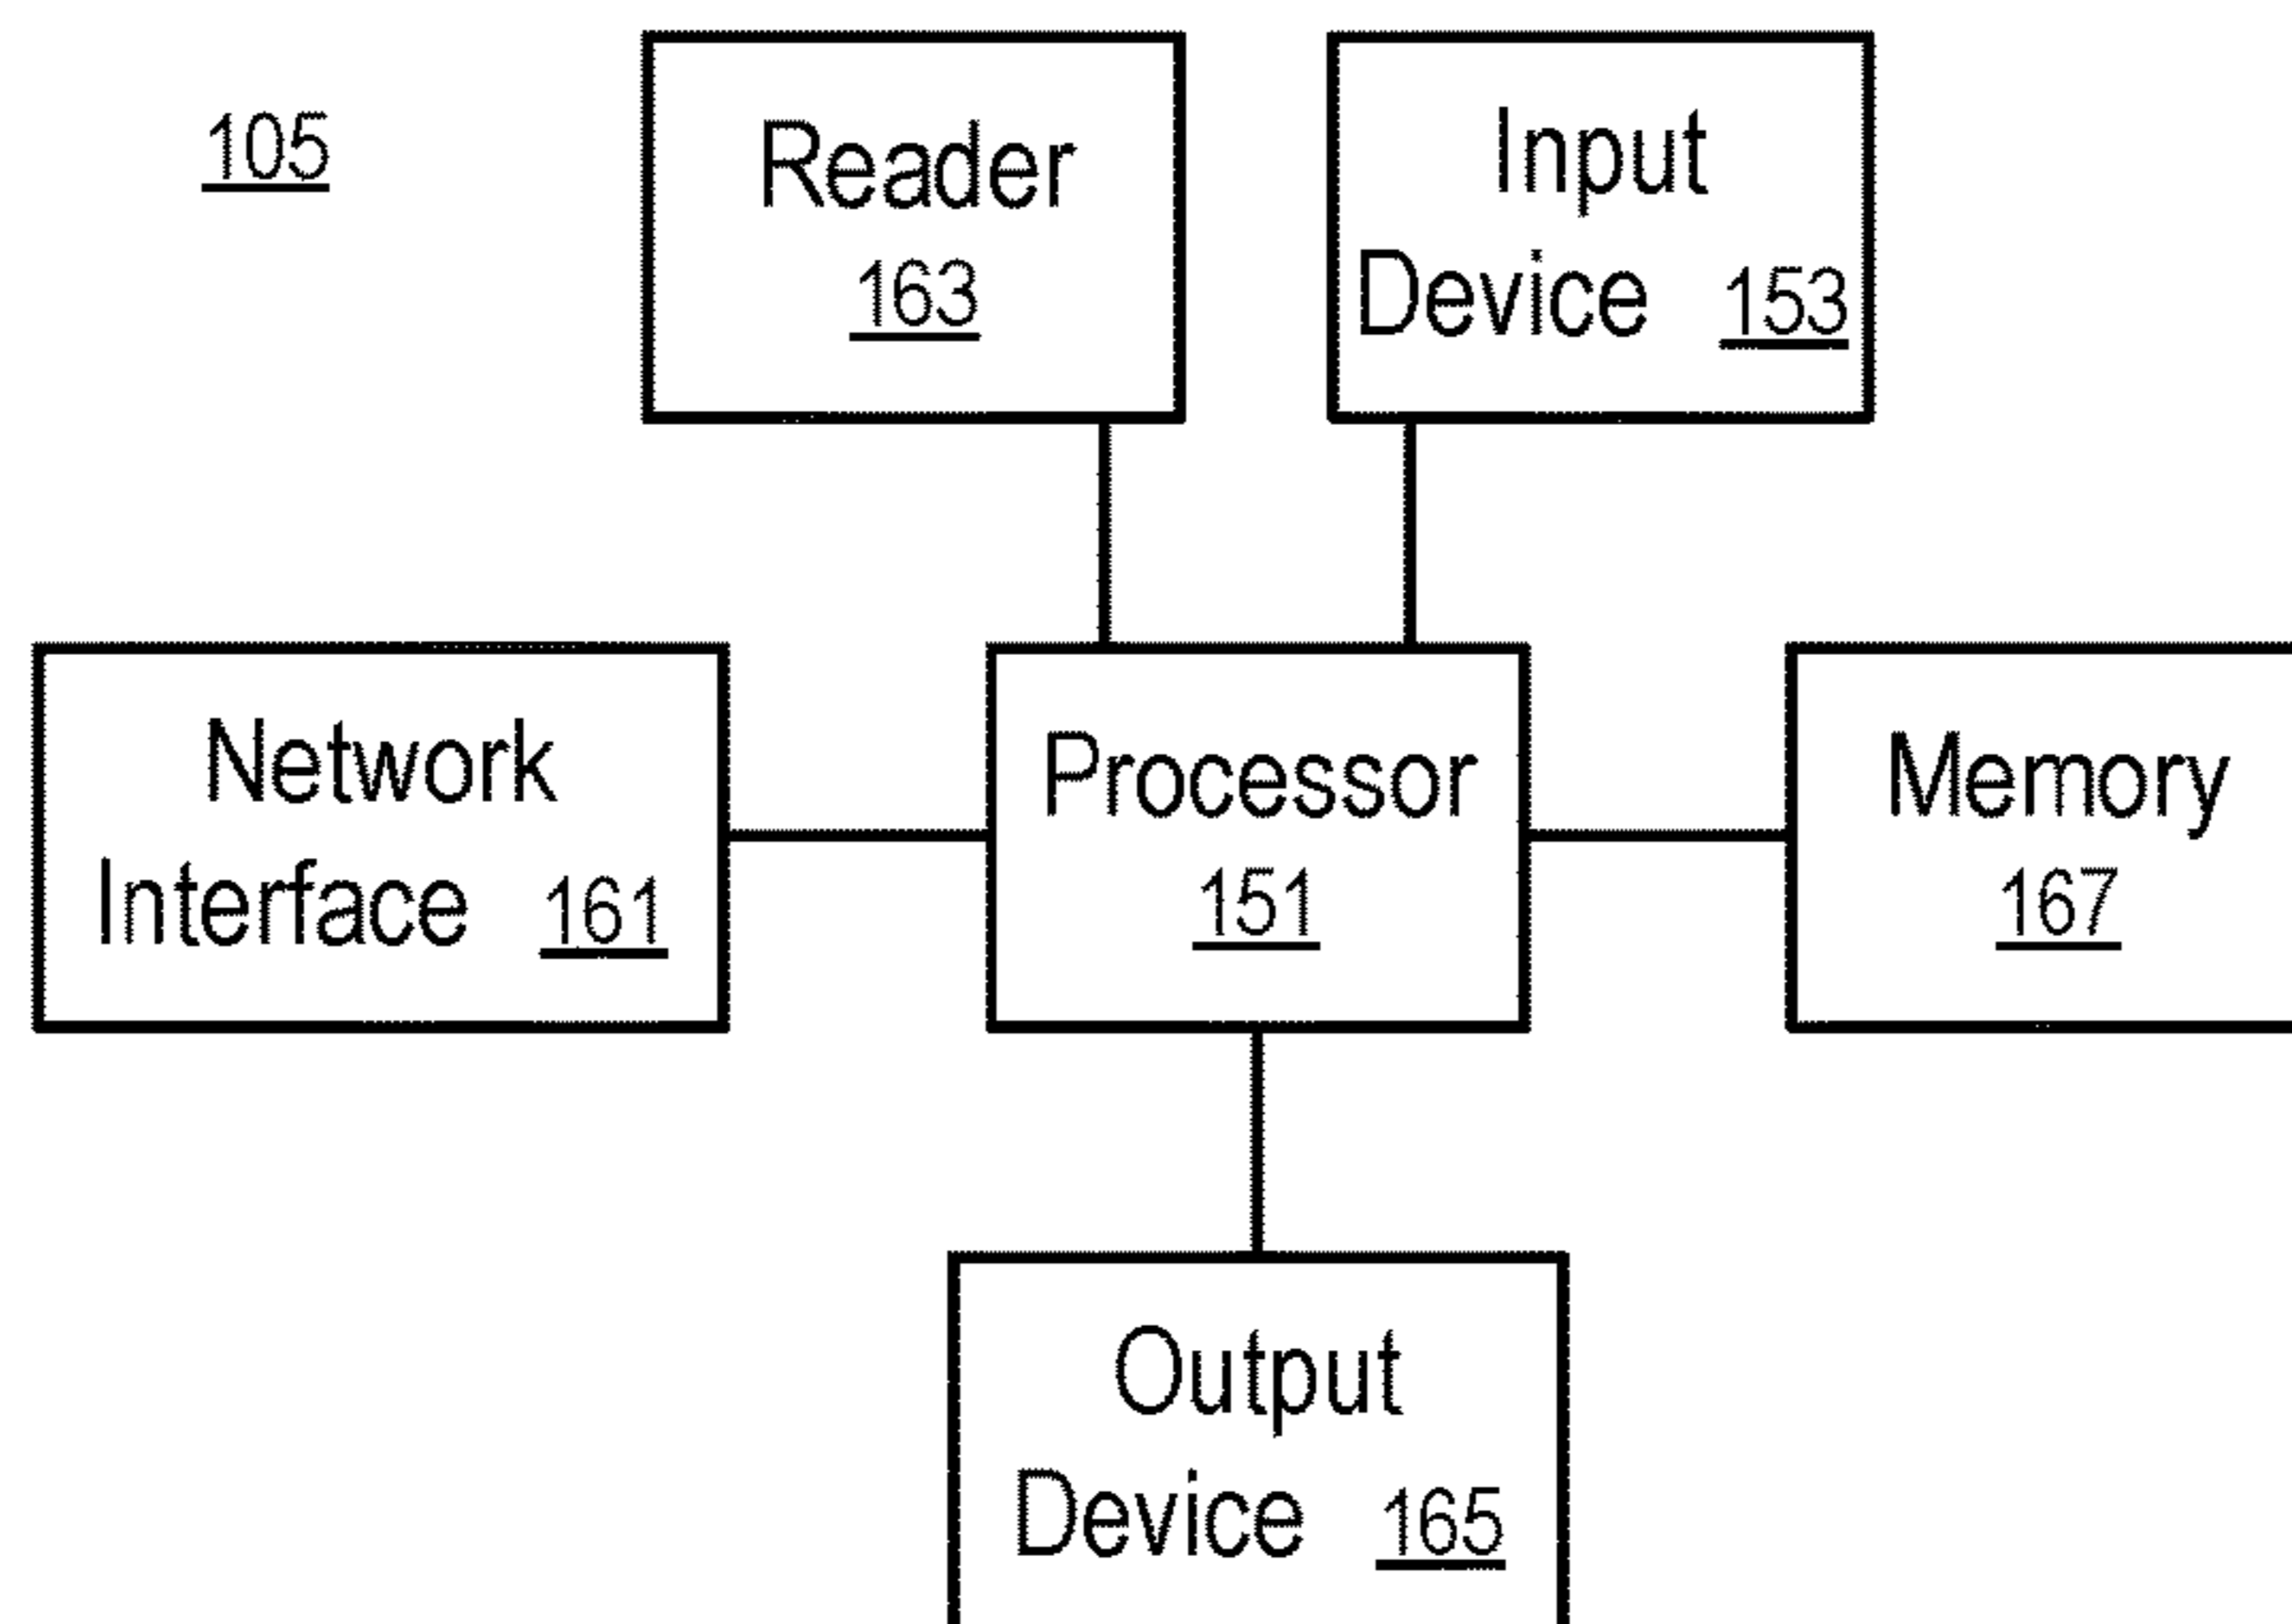 105
Reader
163
Input
Device 153
Network
Interface 161
Processor
151
Memory
167
Output
Device 165